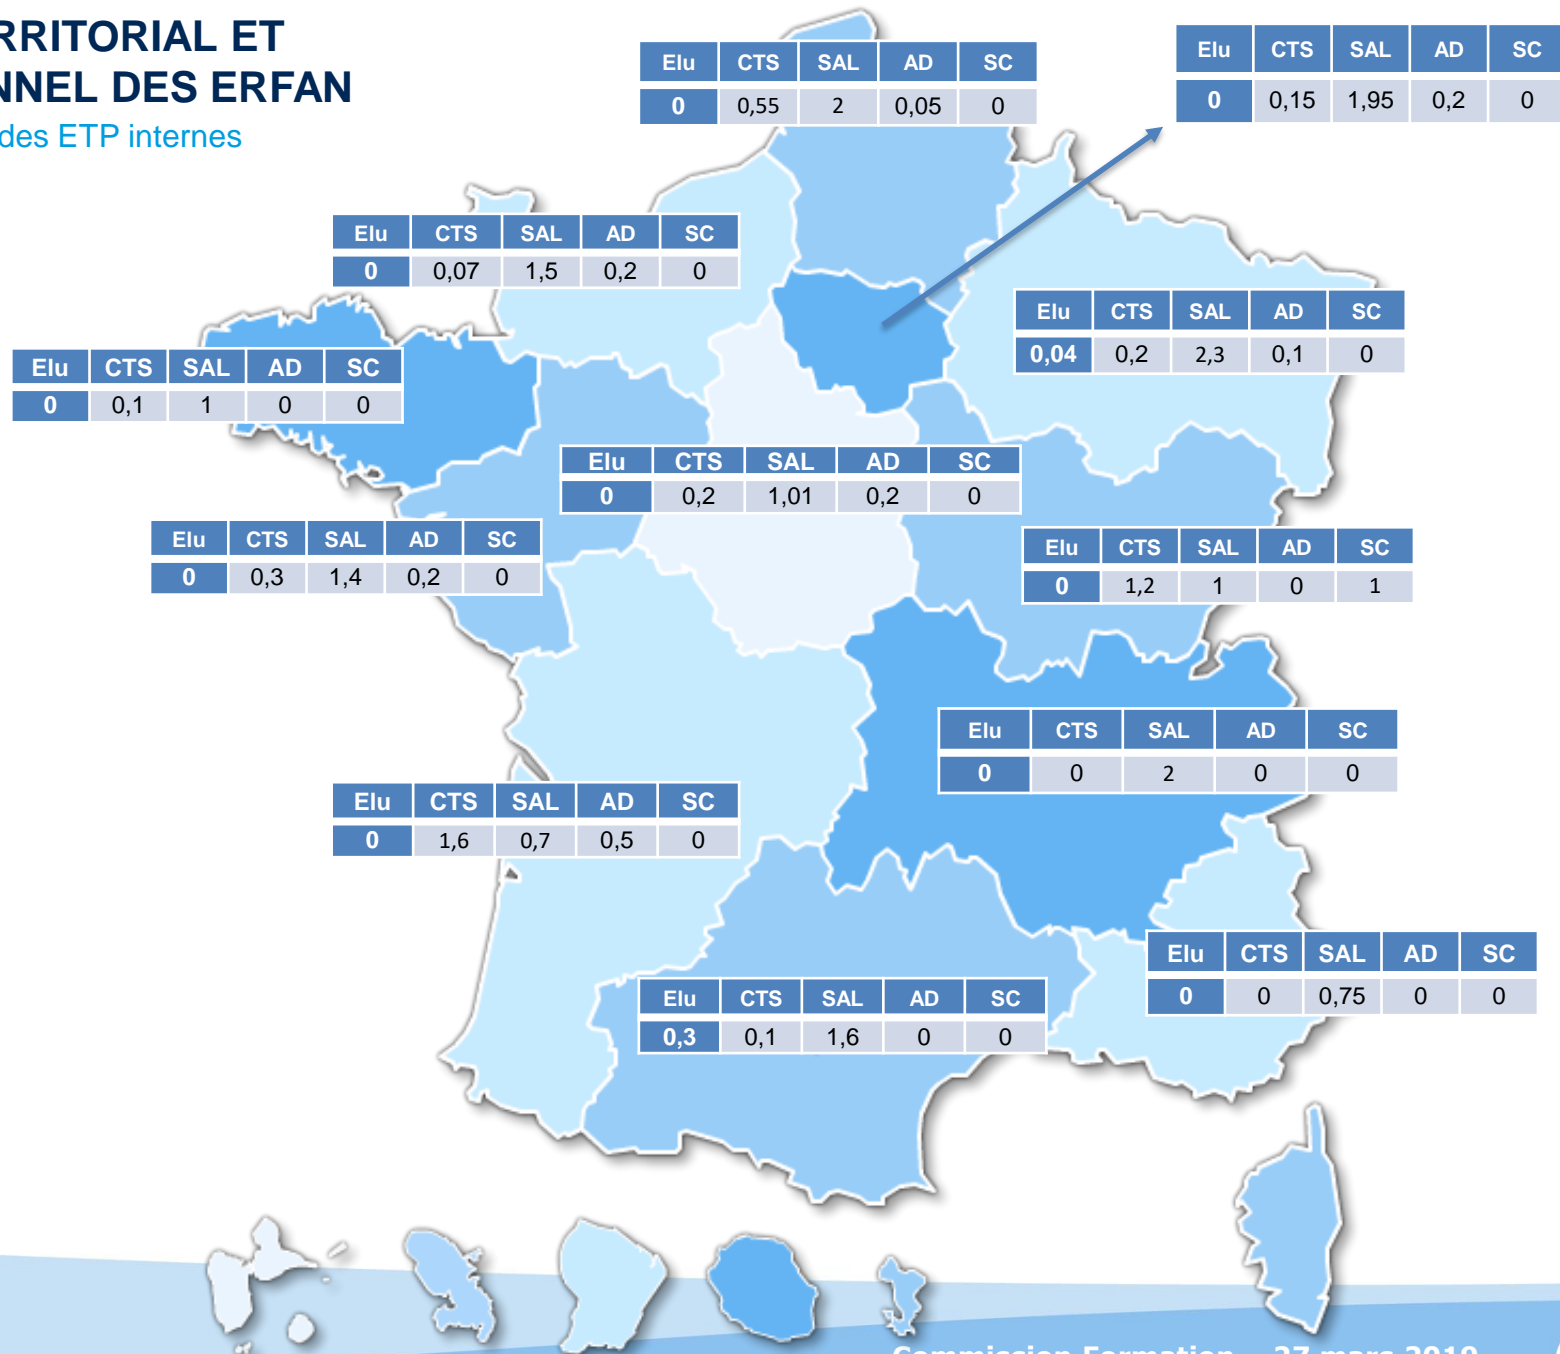 RRITORIAL ET
NNEL DES ERFAN
des ETP internes
Elu CTS SAL AD SC
0 0,55 2 0,05 0
Elu CTS SAL AD SC
0 0,15 1,95 0,2 0
Elu CTS SAL AD SC
0 0,07 1,5 0,2 0
Elu CTS SAL AD SC
0,04 0,2 2,3 0,1 0
Elu CTS SAL AD SC
0 0,1 1 0 0
Elu CTS SAL AD SC
0 0,2 1,01 0,2 0
Elu CTS SAL AD SC
0 0,3 1,4 0,2 0
Elu CTS SAL AD SC
0 1,2 1 0 1
Elu CTS SAL AD SC
0 0 2 0 0
Elu CTS SAL AD SC
0 1,6 0,7 0,5 0
Elu CTS SAL AD SC
0 0 0,75 0 0
Elu CTS SAL AD SC
0,3 0,1 1,6 0 0
Commission Formation – 27 mars 2019